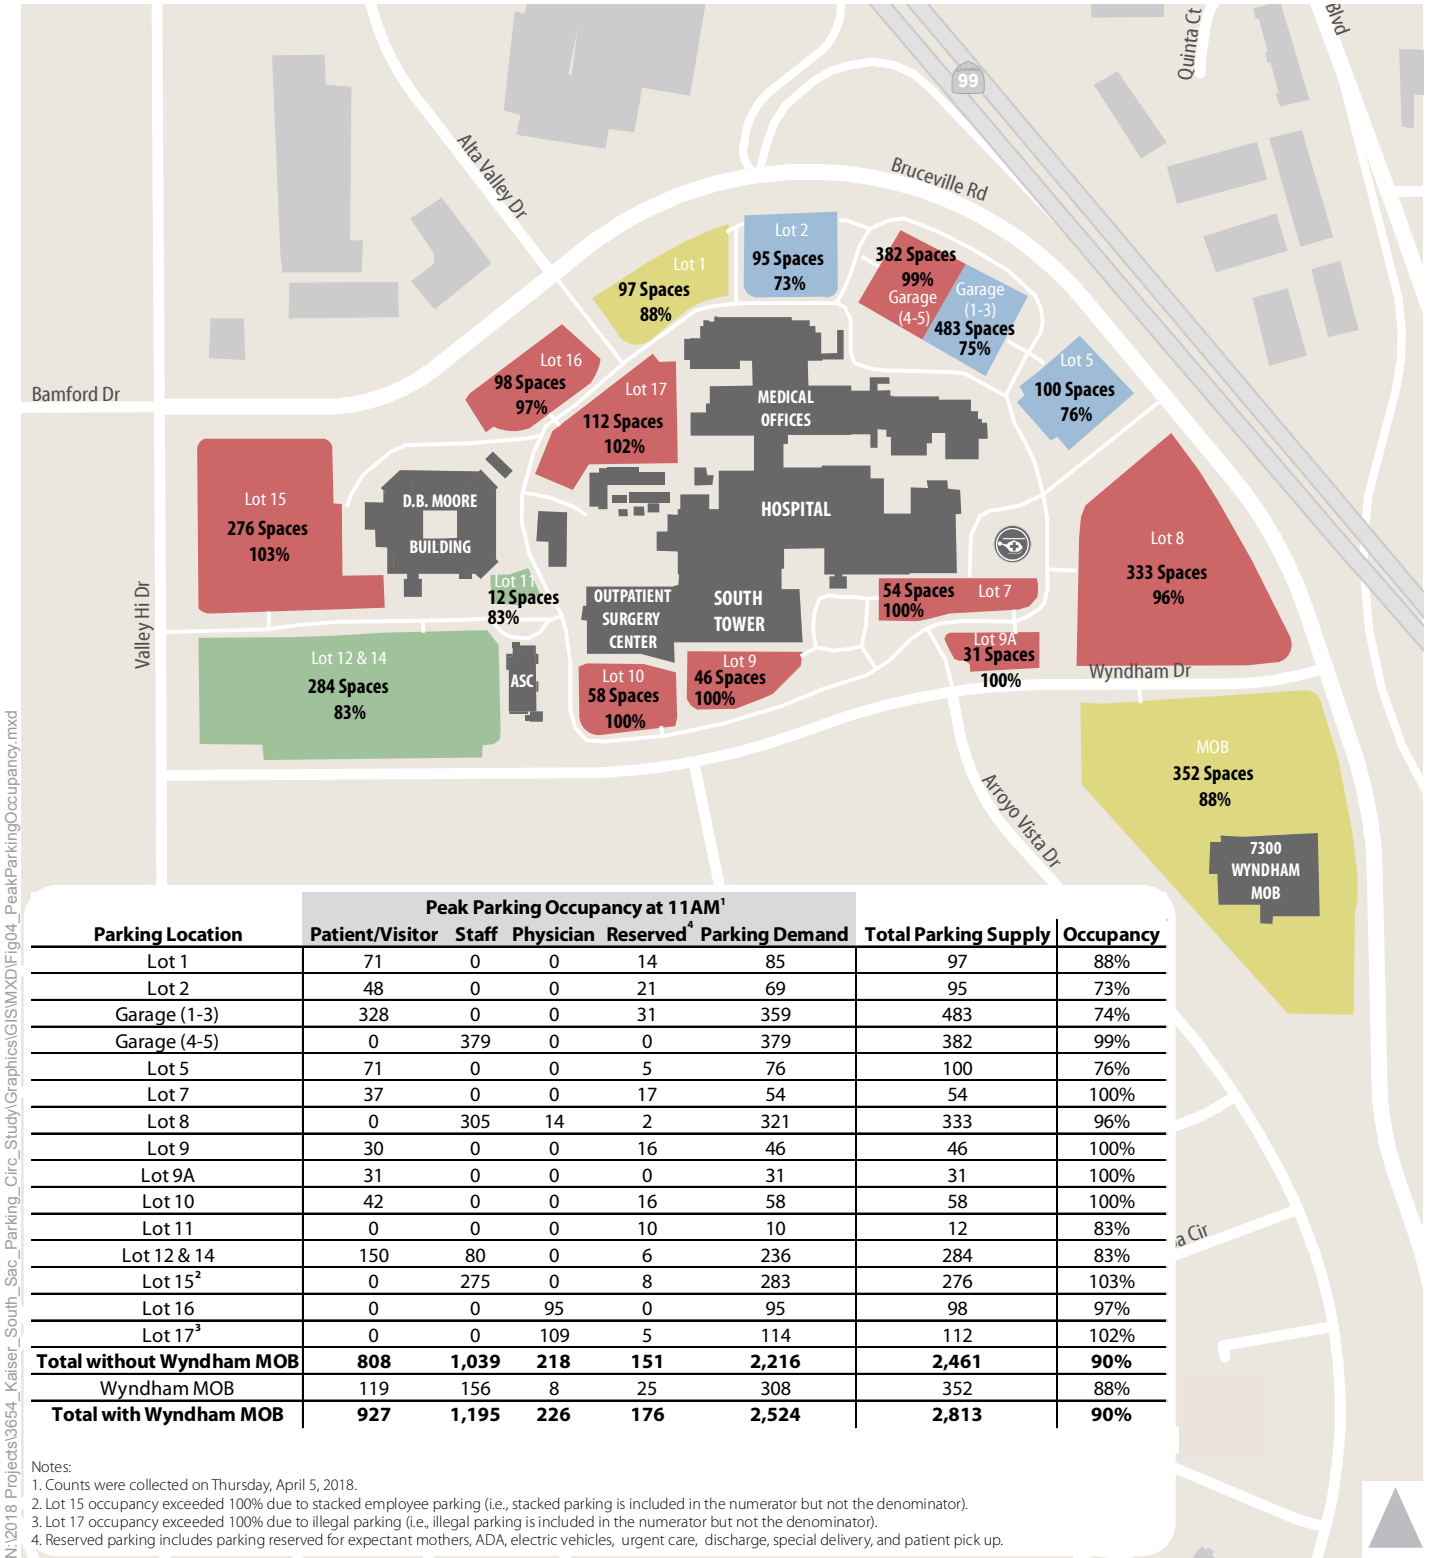 Quinta Ct
Blvd
99
Alta Valley Dr
Bruceville Rd
Lot 2
95 Spaces
73%
382 Spaces
99%
Garage
(4-5)
Garage
(1-3)
483 Spaces
75%
Lot 1
97 Spaces
88%
Lot 16
98 Spaces
97%
Lot 17
112 Spaces
102%
Lot 5
100 Spaces
76%
Bamford Dr
MEDICAL
OFFICES
Lot 15
276 Spaces
103%
D.B. MOORE
BUILDING
HOSPITAL
Lot 8
333 Spaces
96%
Valley Hi Dr
Lot 11
12 Spaces
83%
OUTPATIENT
SURGERY
CENTER
SOUTH
TOWER
54 Spaces
100%
Lot 7
Lot 9A
31 Spaces
100%
Lot 12 & 14
284 Spaces
83%
ASC
Lot 10
58 Spaces
100%
Lot 9
46 Spaces
100%
Wyndham Dr
MOB
352 Spaces
88%
Arroyo Vista Dr
7300
WYNDHAM
MOB
a Cir
N:\2018 Projects\3654_Kaiser_South_Sac_Parking_Circ_Study\Graphics\GIS\MXD\Fig04_PeakParkingOccupancy.mxd
Peak Parking Occupancy at 11AM¹
Parking Location Patient/Visitor Staff Physician Reserved⁴ Parking Demand Total Parking Supply Occupancy
Lot 1 71 0 0 14 85 97 88%
Lot 2 48 0 0 21 69 95 73%
Garage (1-3) 328 0 0 31 359 483 74%
Garage (4-5) 0 379 0 0 379 382 99%
Lot 5 71 0 0 5 76 100 76%
Lot 7 37 0 0 17 54 54 100%
Lot 8 0 305 14 2 321 333 96%
Lot 9 30 0 0 16 46 46 100%
Lot 9A 31 0 0 0 31 31 100%
Lot 10 42 0 0 16 58 58 100%
Lot 11 0 0 0 10 10 12 83%
Lot 12 & 14 150 80 0 6 236 284 83%
Lot 15² 0 275 0 8 283 276 103%
Lot 16 0 0 95 0 95 98 97%
Lot 17³ 0 0 109 5 114 112 102%
Total without Wyndham MOB 808 1,039 218 151 2,216 2,461 90%
Wyndham MOB 119 156 8 25 308 352 88%
Total with Wyndham MOB 927 1,195 226 176 2,524 2,813 90%
Notes:
1. Counts were collected on Thursday, April 5, 2018.
2. Lot 15 occupancy exceeded 100% due to stacked employee parking (i.e., stacked parking is included in the numerator but not the denominator).
3. Lot 17 occupancy exceeded 100% due to illegal parking (i.e., illegal parking is included in the numerator but not the denominator).
4. Reserved parking includes parking reserved for expectant mothers, ADA, electric vehicles, urgent care, discharge, special delivery, and patient pick up.